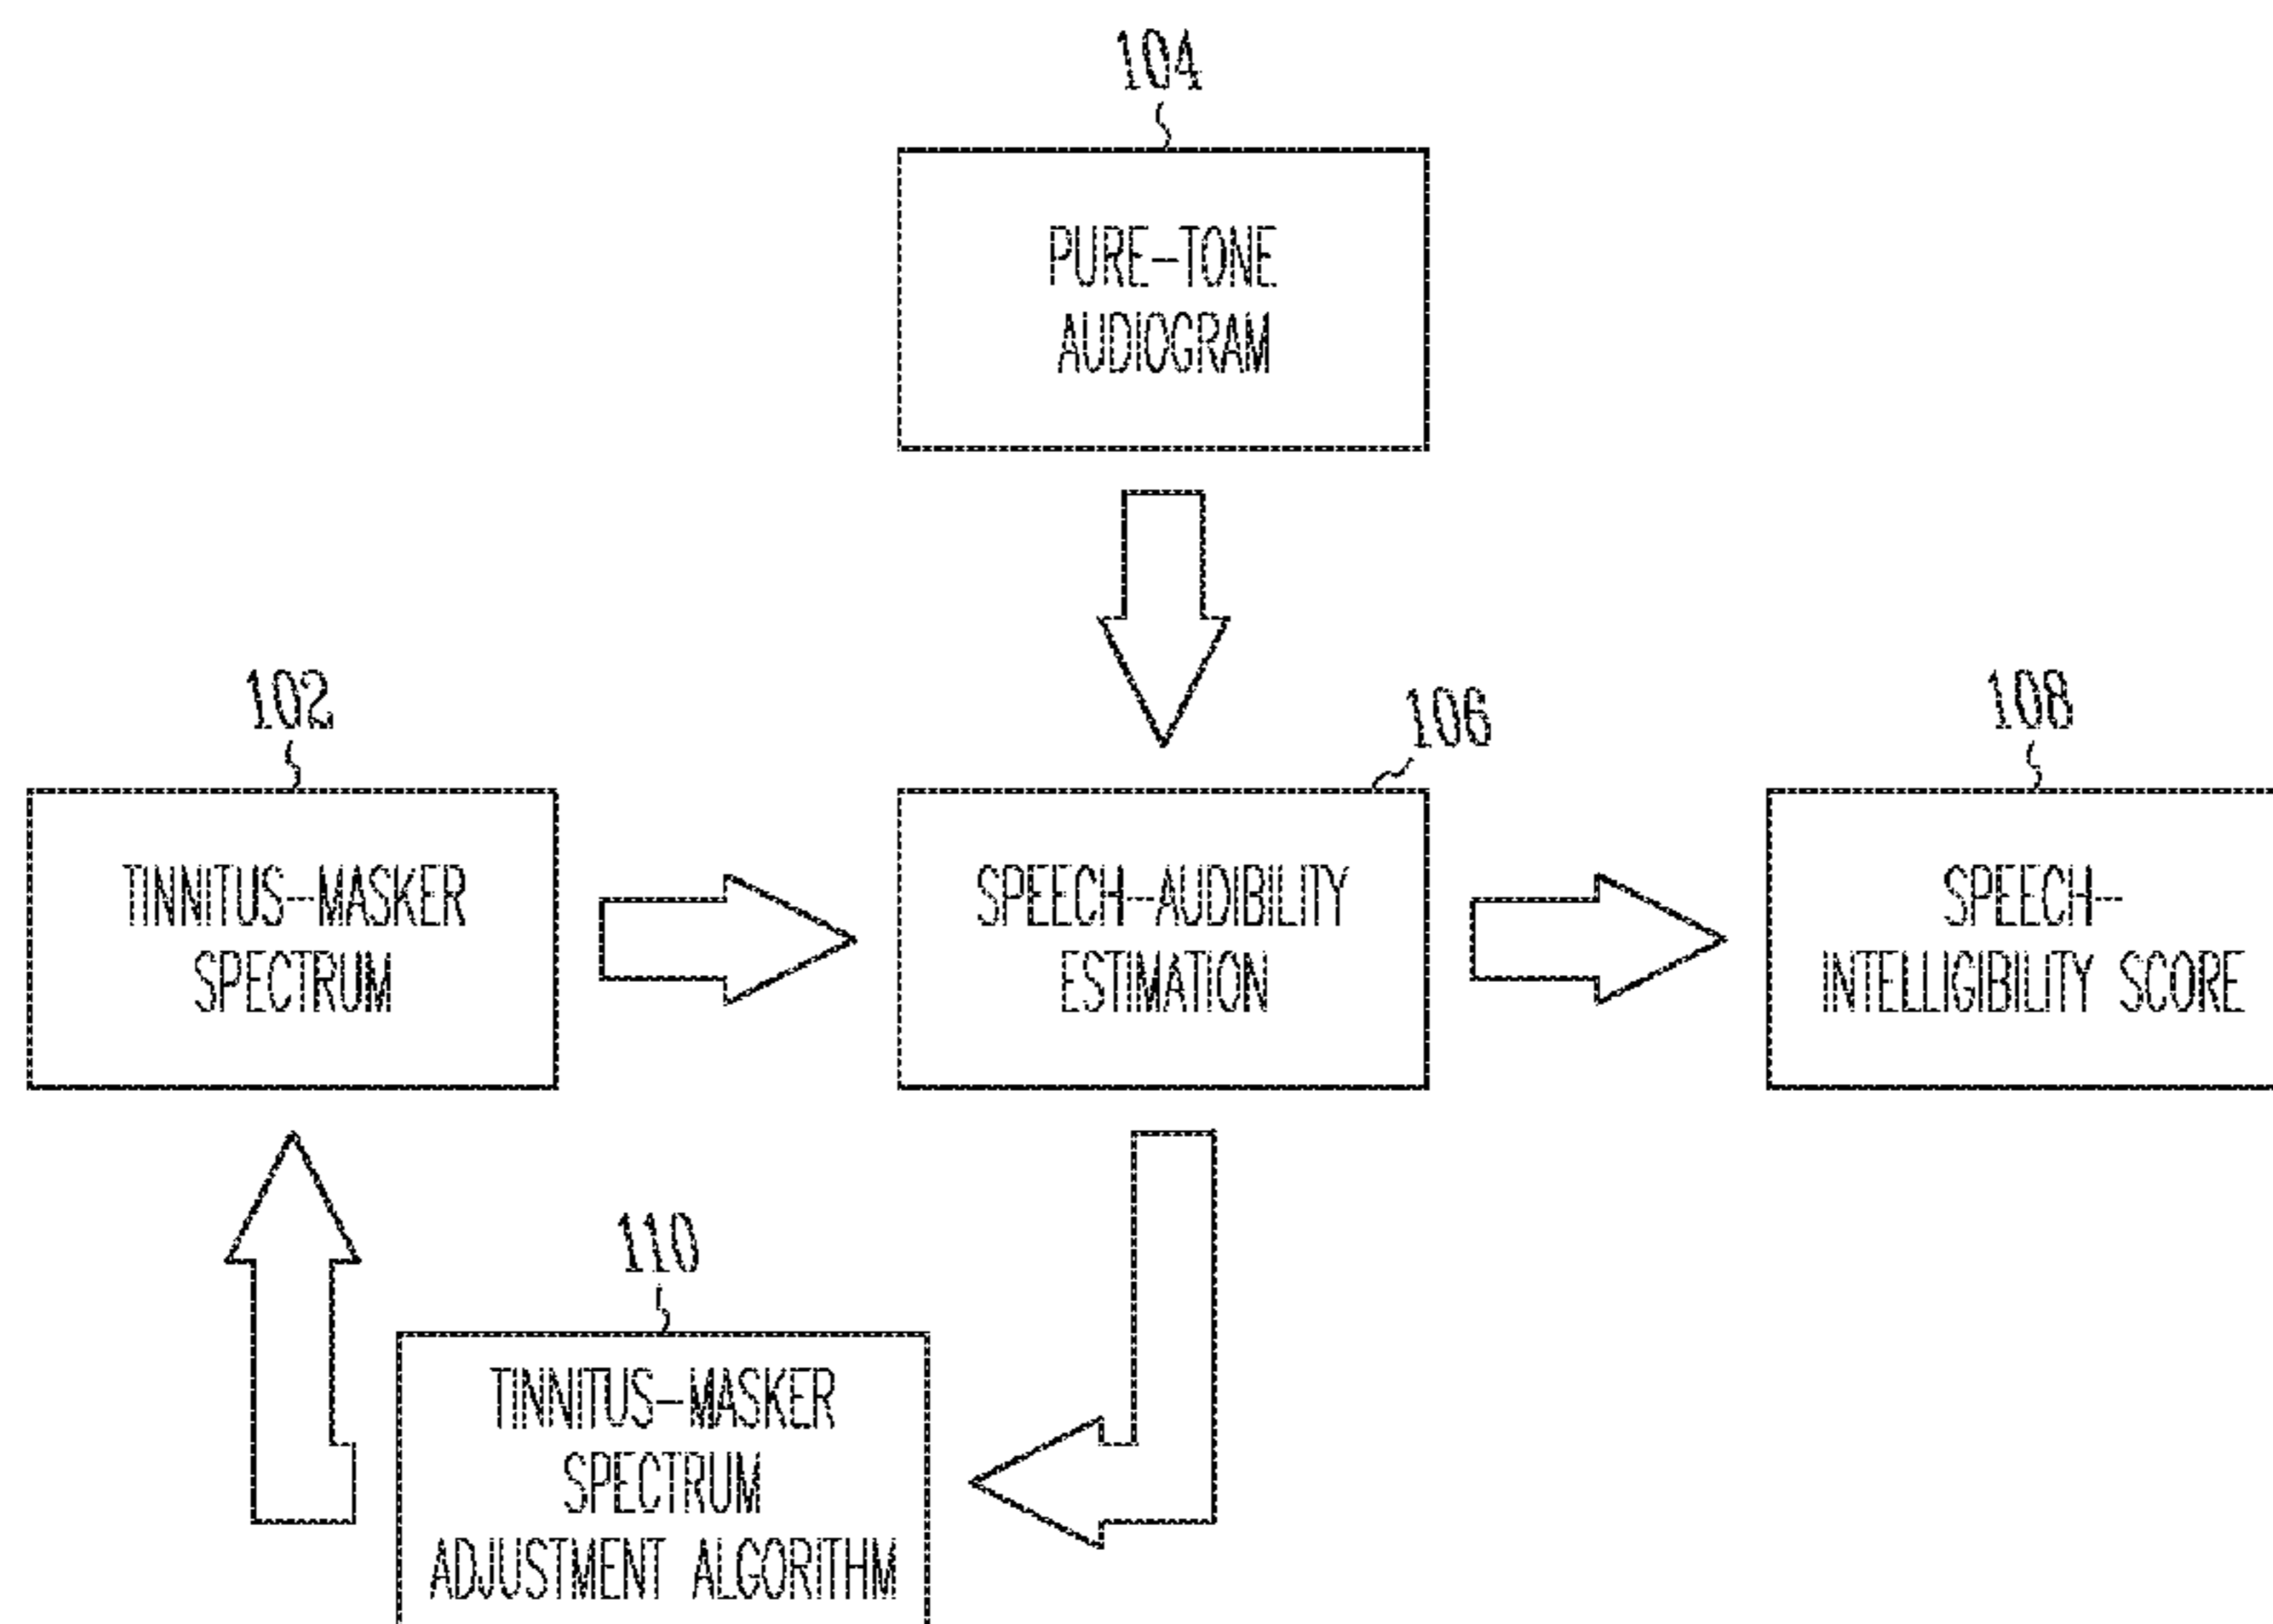 104
PURE-TONE
AUDIOGRAM
102
106
108
TINNITUS-MASKER
SPECTRUM
SPEECH-AUDIBILITY
ESTIMATION
SPEECH-
INTELLIGIBILITY SCORE
110
TINNITUS-MASKER
SPECTRUM
ADJUSTMENT ALGORITHM